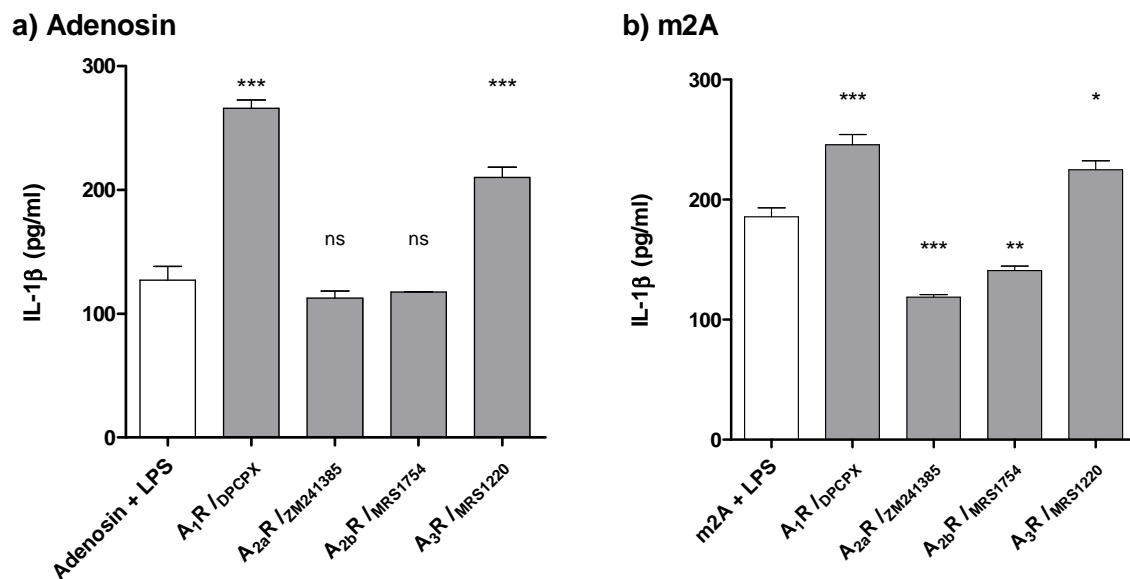 a) Adenosin
b) m2A
IL-1β (pg/ml)
300
200
100
0
***
ns
ns
***
Adenosin + LPS
A1R /DPCPX
A2aR /ZM241385
A2bR /MRS1754
A3R /MRS1220
IL-1β (pg/ml)
300
200
100
0
***
***
**
*
m2A + LPS
A1R /DPCPX
A2aR /ZM241385
A2bR /MRS1754
A3R /MRS1220